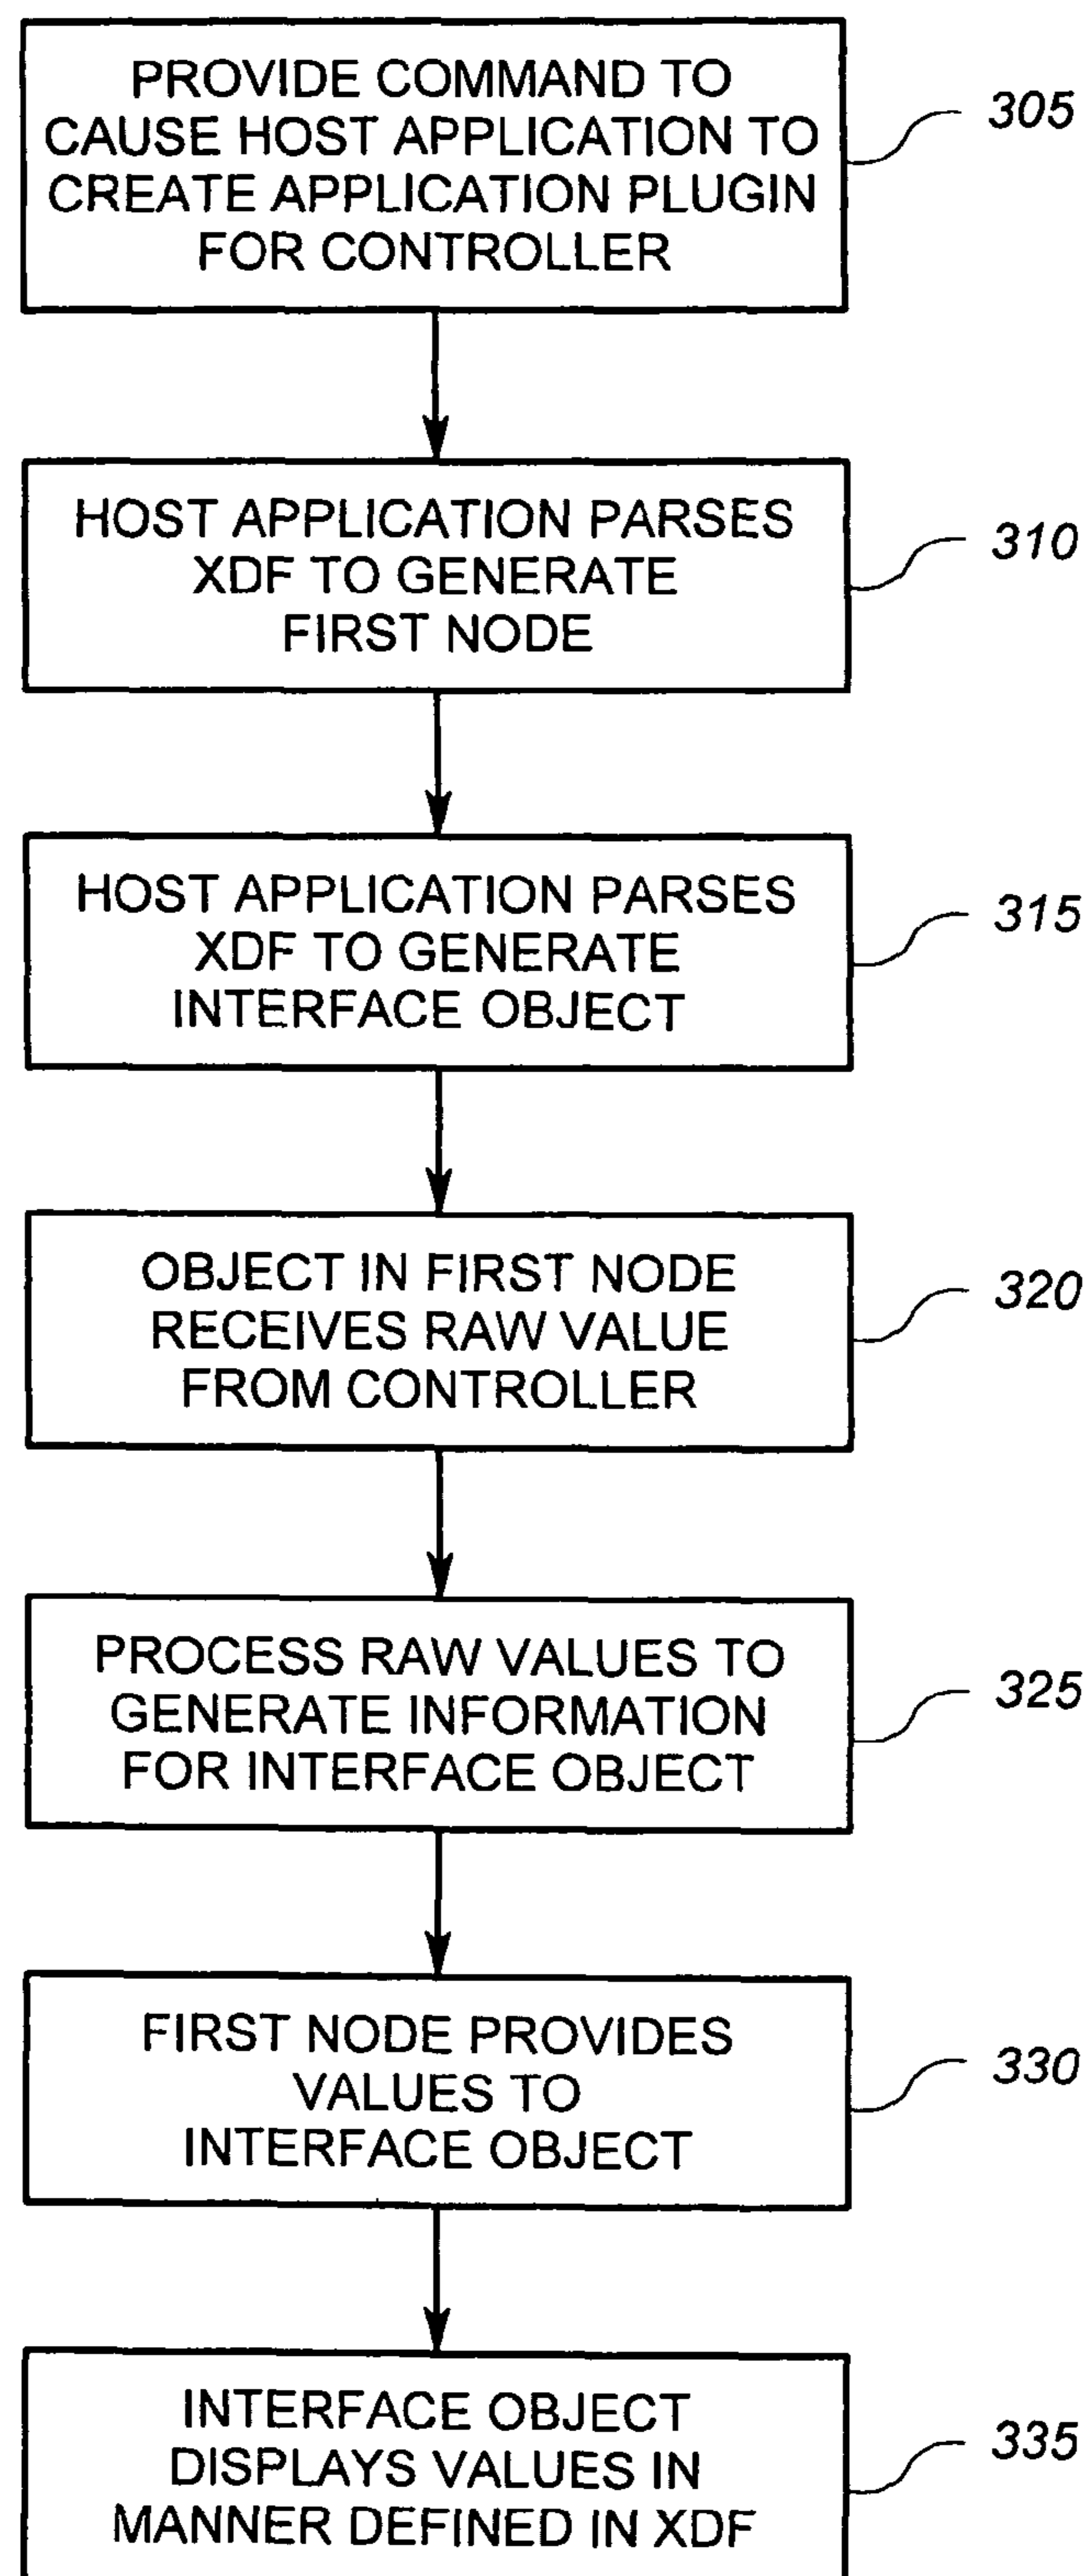 PROVIDE COMMAND TO
CAUSE HOST APPLICATION TO
CREATE APPLICATION PLUGIN
FOR CONTROLLER
305
HOST APPLICATION PARSES
XDF TO GENERATE
FIRST NODE
310
HOST APPLICATION PARSES
XDF TO GENERATE
INTERFACE OBJECT
315
OBJECT IN FIRST NODE
RECEIVES RAW VALUE
FROM CONTROLLER
320
PROCESS RAW VALUES TO
GENERATE INFORMATION
FOR INTERFACE OBJECT
325
FIRST NODE PROVIDES
VALUES TO
INTERFACE OBJECT
330
INTERFACE OBJECT
DISPLAYS VALUES IN
MANNER DEFINED IN XDF
335